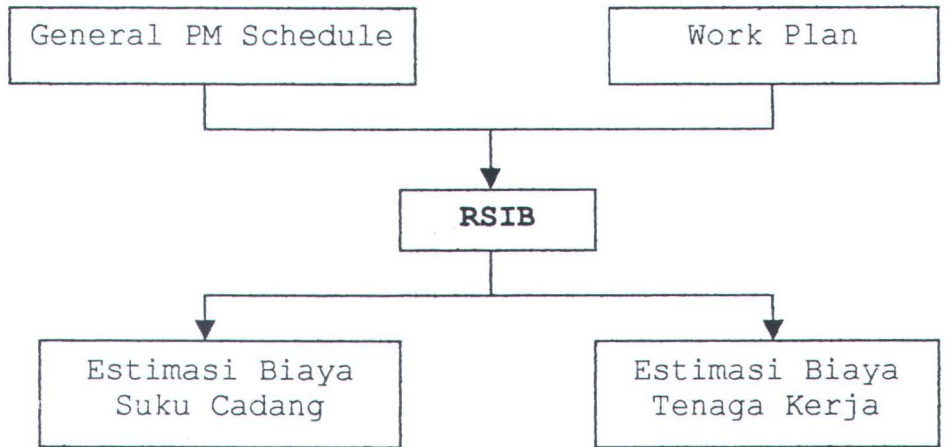 General PM Schedule
Work Plan
RSIB
Estimasi Biaya
Suku Cadang
Estimasi Biaya
Tenaga Kerja